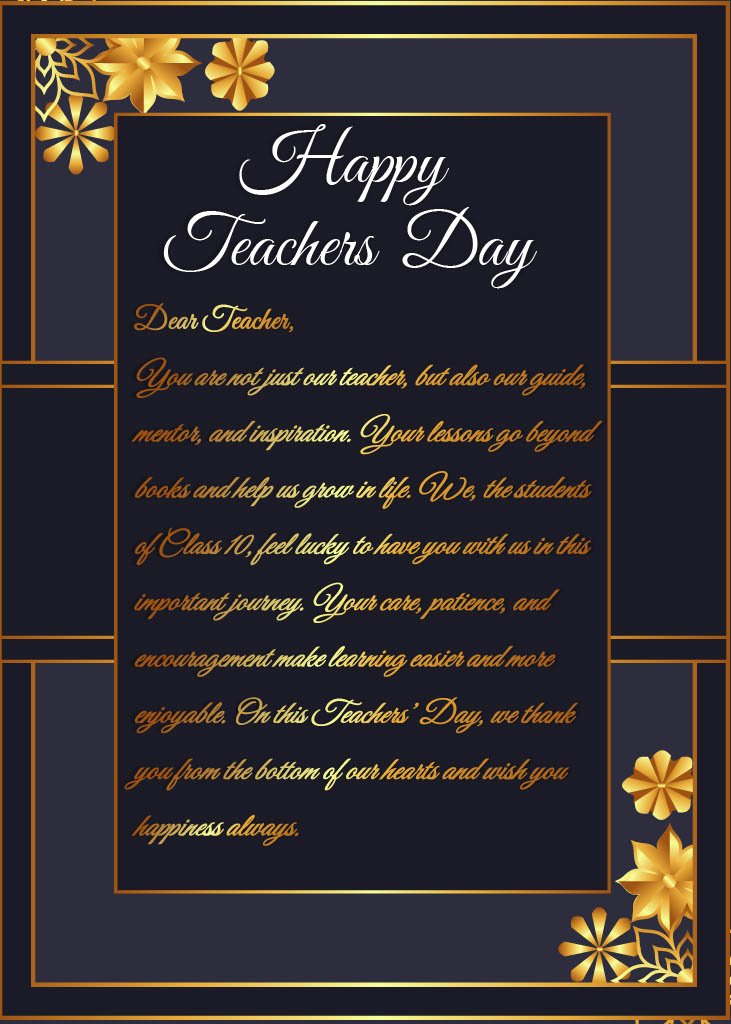 Happy
Teachers Day
Dear Teacher,
You are not just our teacher, but also our guide,
mentor, and inspiration. Your lessons go beyond
books and help us grow in life. We, the students
of Class 10, feel lucky to have you with us in this
important journey. Your care, patience, and
encouragement make learning easier and more
enjoyable. On this Teachers’ Day, we thank
you from the bottom of our hearts and wish you
happiness always.